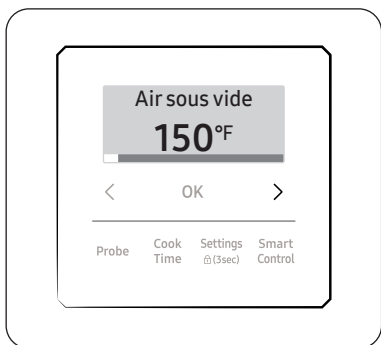 Air sous vide
150°F
< OK >
Probe
Cook Time
Settings (3sec)
Smart Control